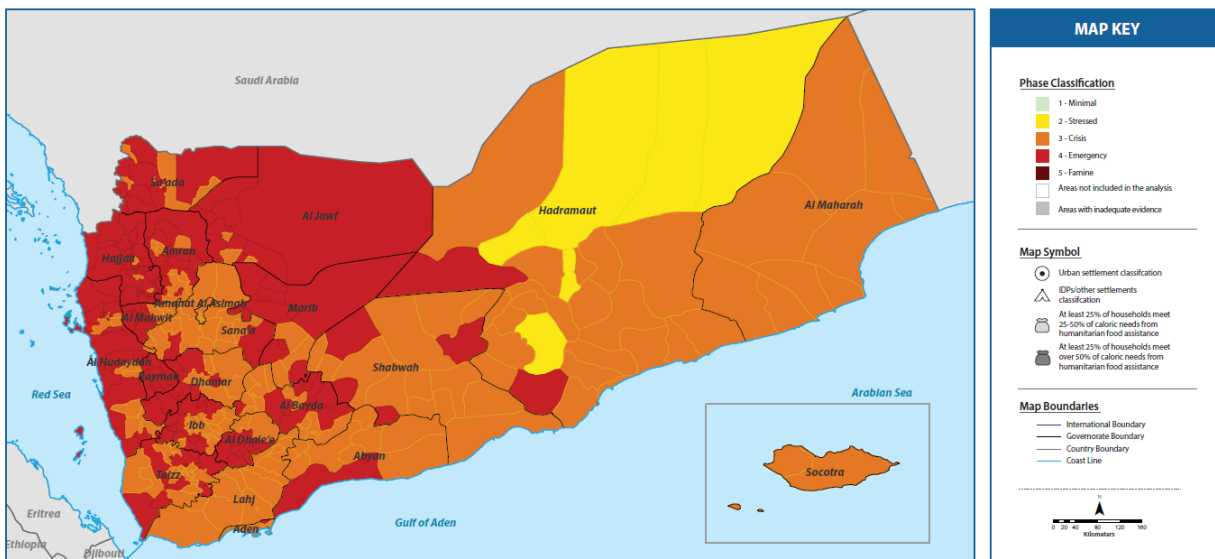 Saudi Arabia
Sa'ada
Al Jawf
Hadramaut
Al Maharah
Hajjah
Amran
Amanat Al Asimah
Marib
Al Mahwit
Sana'a
Al Hudaydah
Raymah
Dhamar
Shabwah
Red Sea
Arabian Sea
Al Bayda
Ibb
Al Dhale'e
Abyan
Taizz
Socotra
Lahj
Eritrea
Gulf of Aden
Aden
Ethiopia
Djibouti
MAP KEY
Phase Classification
1 - Minimal
2 - Stressed
3 - Crisis
4 - Emergency
5 - Famine
Areas not included in the analysis
Areas with inadequate evidence
Map Symbol
Urban settlement classifcation
IDPs/other settlements
classifcation
At least 25% of households meet
25-50% of caloric needs from
humanitarian food assistance
At least 25% of households meet
over 50% of caloric needs from
humanitarian food assistance
Map Boundaries
International Boundary
Governorate Boundary
Country Boundary
Coast Line
N
0 20 40 80 120 160
Kilometers